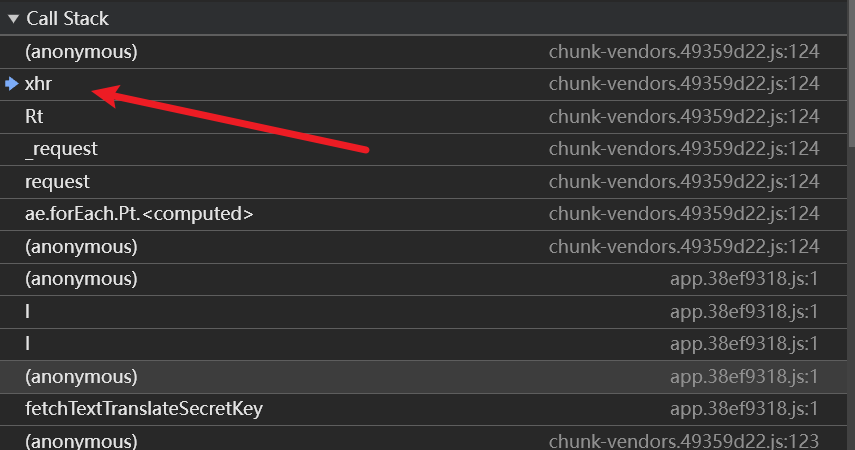 Call Stack
(anonymous) chunk-vendors.49359d22.js:124
xhr chunk-vendors.49359d22.js:124
Rt chunk-vendors.49359d22.js:124
_request chunk-vendors.49359d22.js:124
request chunk-vendors.49359d22.js:124
ae.forEach.Pt.<computed> chunk-vendors.49359d22.js:124
(anonymous) chunk-vendors.49359d22.js:124
(anonymous) app.38ef9318.js:1
I app.38ef9318.js:1
I app.38ef9318.js:1
(anonymous) app.38ef9318.js:1
fetchTextTranslateSecretKey app.38ef9318.js:1
(anonymous) chunk-vendors.49359d22.js:123